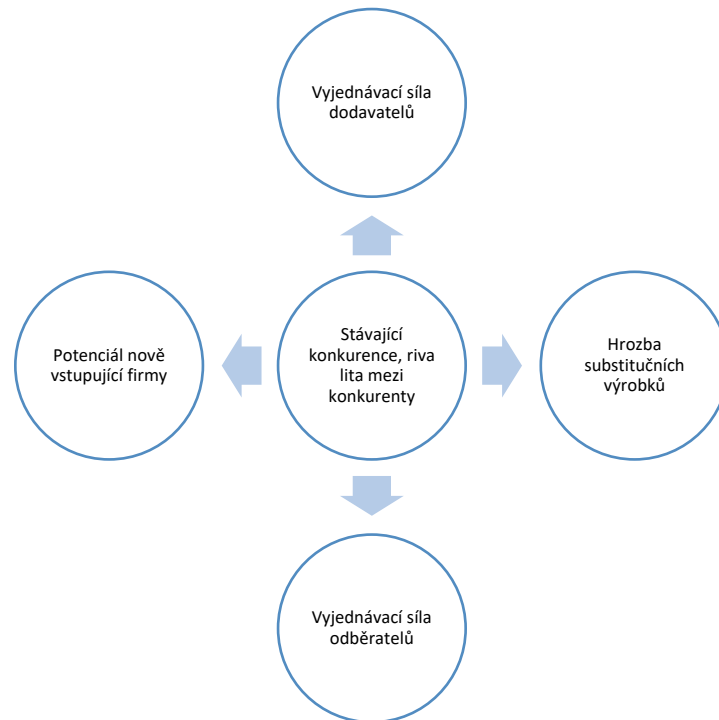 Vyjednávací síla
dodavatelů
Potenciál nově
vstupující firmy
Stávající
konkurence, riva
lita mezi
konkurenty
Hrozba
substitučních
výrobků
Vyjednávací síla
odběratelů